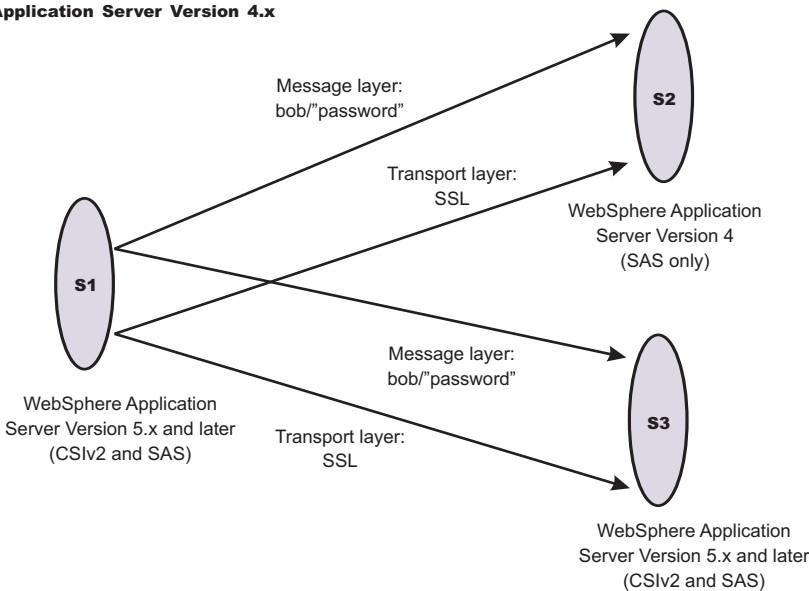 Application Server Version 4.x
Message layer:
bob/"password"
S2
Transport layer:
SSL
WebSphere Application
Server Version 4
(SAS only)
S1
WebSphere Application
Server Version 5.x and later
(CSIv2 and SAS)
Message layer:
bob/"password"
Transport layer:
SSL
S3
WebSphere Application
Server Version 5.x and later
(CSIv2 and SAS)